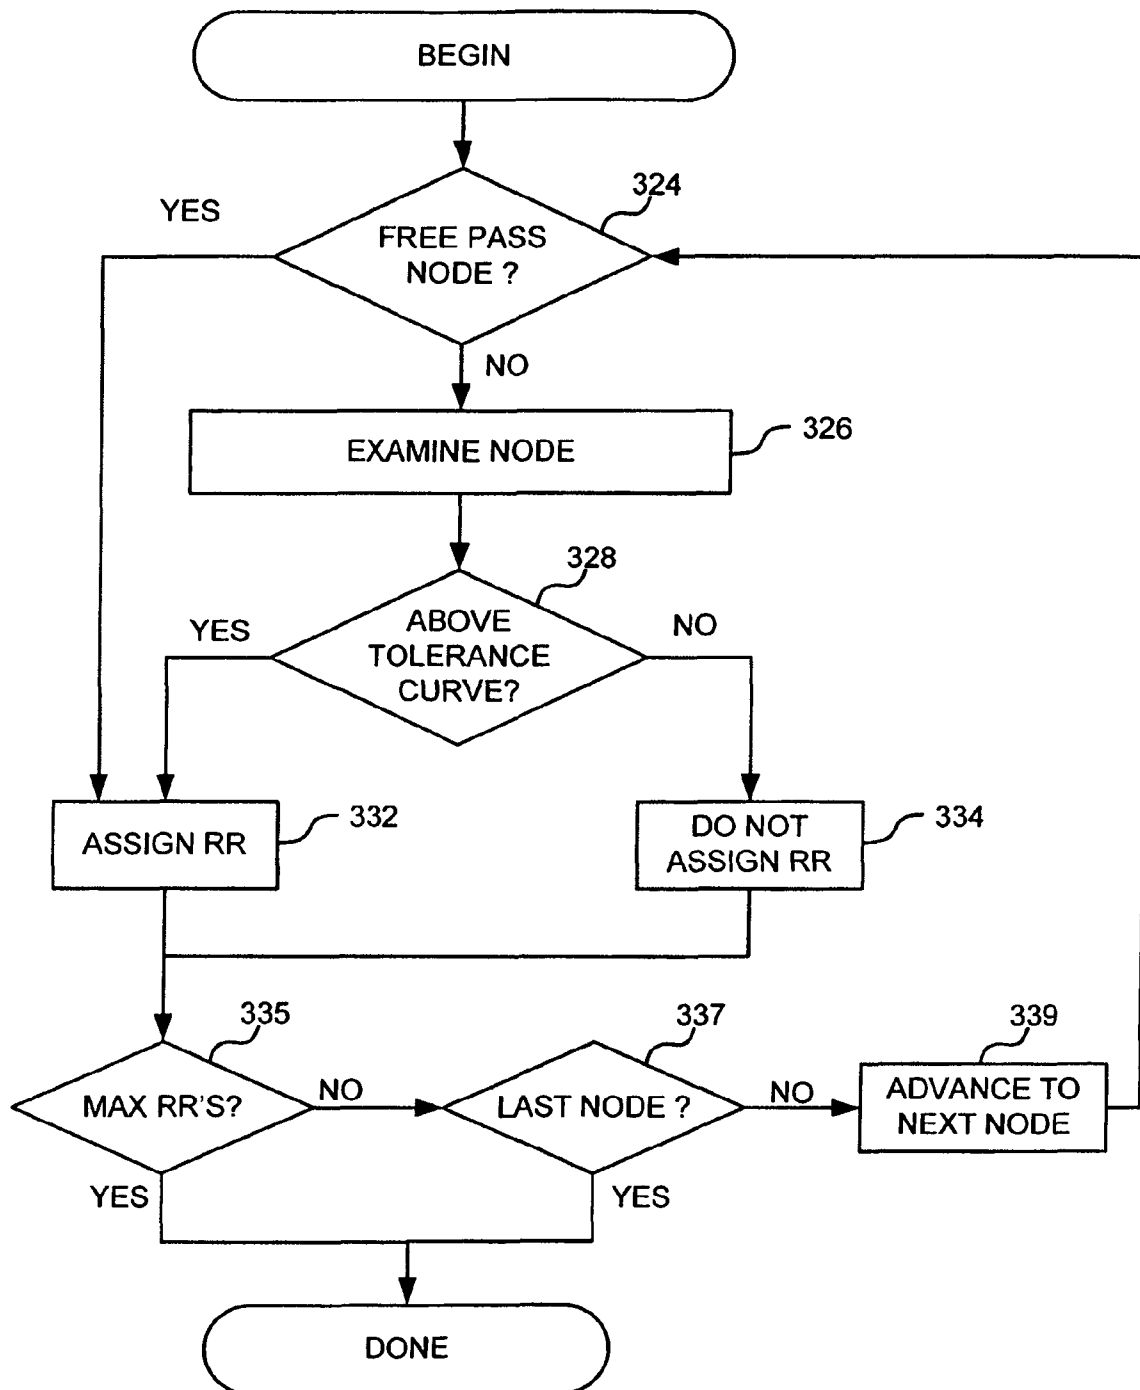 BEGIN
324
YES
FREE PASS
NODE ?
NO
EXAMINE NODE
326
328
YES
ABOVE
TOLERANCE
CURVE?
NO
ASSIGN RR
332
DO NOT
ASSIGN RR
334
335
337
339
MAX RR'S?
NO
LAST NODE ?
NO
ADVANCE TO
NEXT NODE
YES
YES
DONE